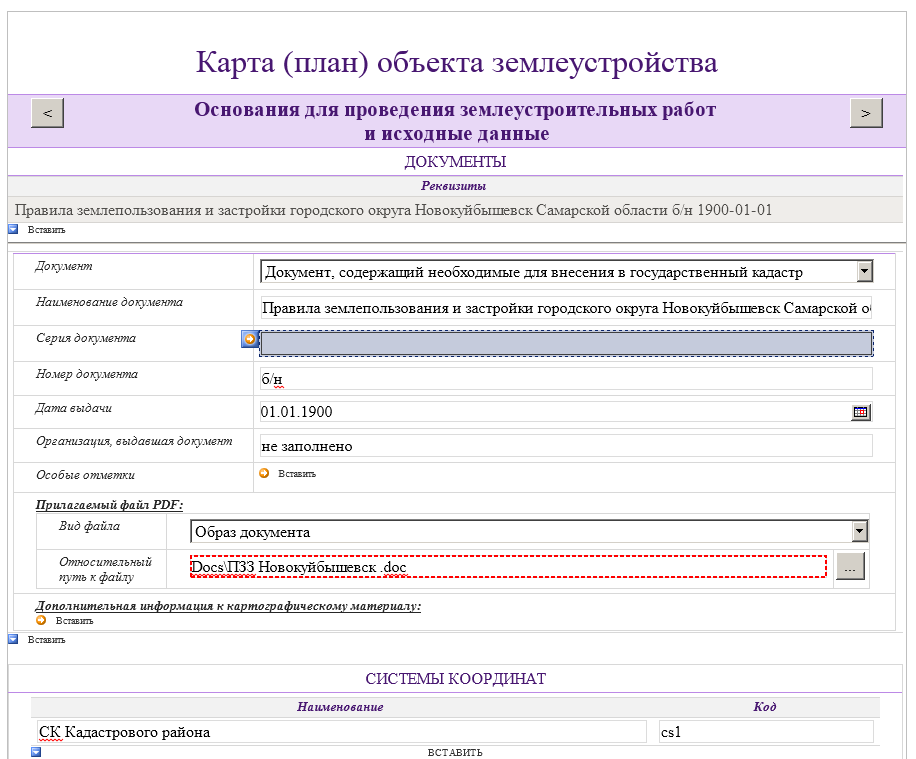 Карта (план) объекта землеустройства
<
Основания для проведения землеустроительных работ
и исходные данные
>
ДОКУМЕНТЫ
Реквизиты
Правила землепользования и застройки городского округа Новокуйбышевск Самарской области б/н 1900-01-01
Вставить
Документ
Документ, содержащий необходимые для внесения в государственный кадастр
Наименование документа
Правила землепользования и застройки городского округа Новокуйбышевск Самарской о
Серия документа
Номер документа
б/н
Дата выдачи
01.01.1900
Организация, выдавшая документ
не заполнено
Особые отметки
Вставить
Прилагаемый файл PDF:
Вид файла
Образ документа
Относительный
путь к файлу
Docs\ПЗЗ Новокуйбышевск .doc
...
Дополнительная информация к картографическому материалу:
Вставить
Вставить
СИСТЕМЫ КООРДИНАТ
Наименование Код
СК Кадастрового района cs1
ВСТАВИТЬ